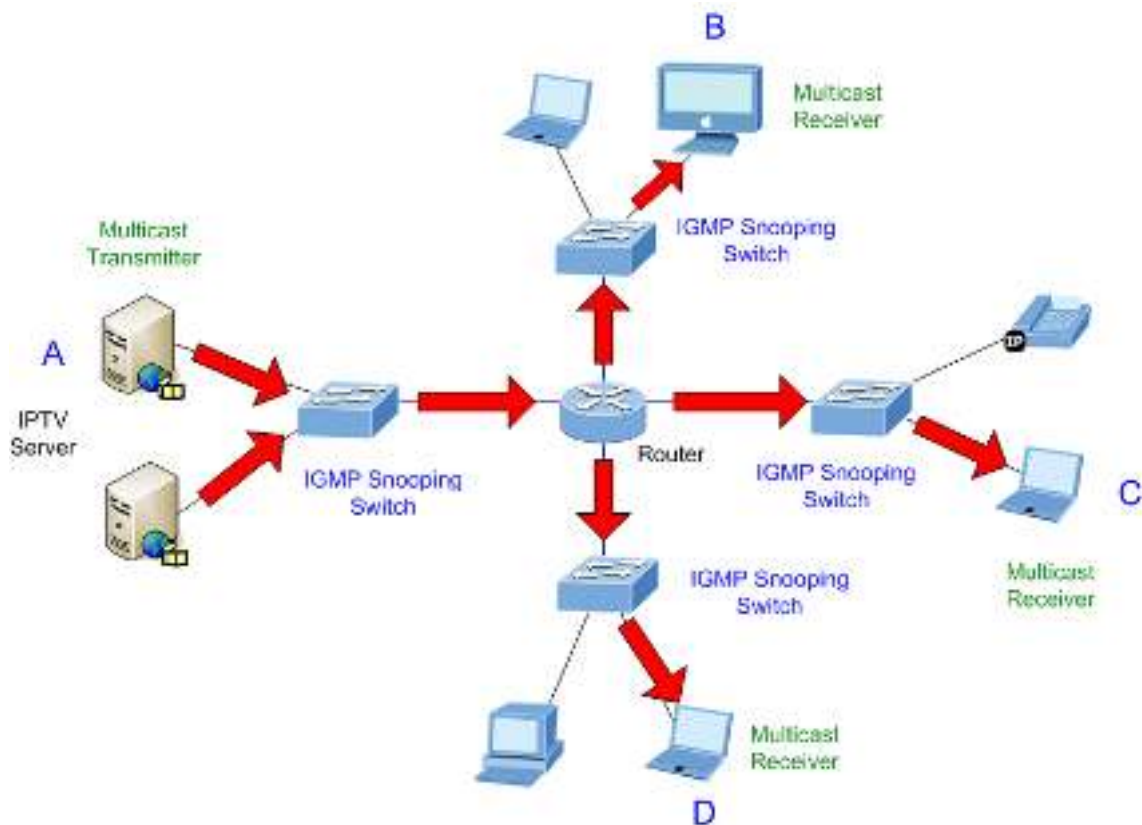 B
Multicast
Receiver
IGMP Snooping
Switch
Multicast
Transmitter
A
IPTV
Server
IGMP Snooping
Switch
Router
IP
IGMP Snooping
Switch
C
Multicast
Receiver
IGMP Snooping
Switch
Multicast
Receiver
D